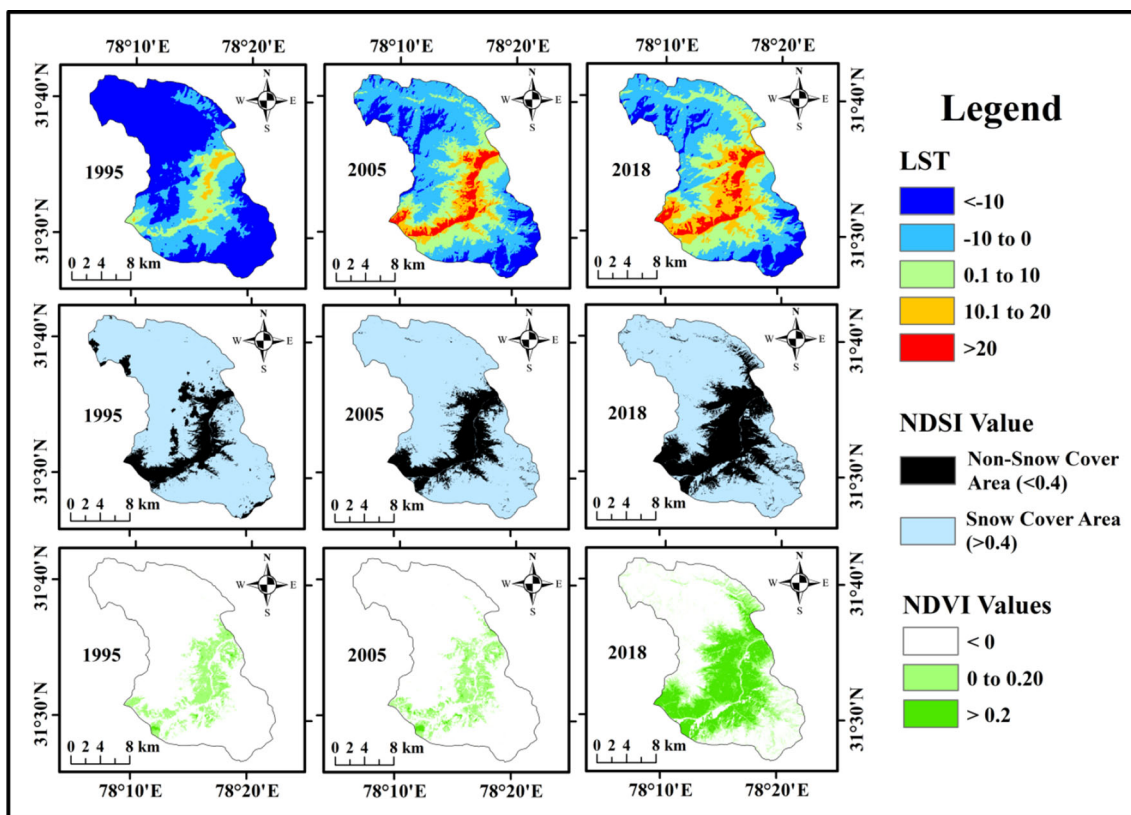 78°10'E 78°20'E 78°10'E 78°20'E 78°10'E 78°20'E
31°40'N 31°30'N
1995
N W E S
0 2 4 8 km
2005
N W E S
0 2 4 8 km
2018
N W E S
0 2 4 8 km
31°40'N 31°30'N
31°40'N 31°30'N
1995
N W E S
0 2 4 8 km
2005
N W E S
0 2 4 8 km
2018
N W E S
0 2 4 8 km
31°40'N 31°30'N
31°40'N 31°30'N
1995
N W E S
0 2 4 8 km
2005
N W E S
0 2 4 8 km
2018
N W E S
0 2 4 8 km
31°40'N 31°30'N
78°10'E 78°20'E 78°10'E 78°20'E 78°10'E 78°20'E
Legend
LST
<-10
-10 to 0
0.1 to 10
10.1 to 20
>20
NDSI Value
Non-Snow Cover
Area (<0.4)
Snow Cover Area
(>0.4)
NDVI Values
< 0
0 to 0.20
> 0.2